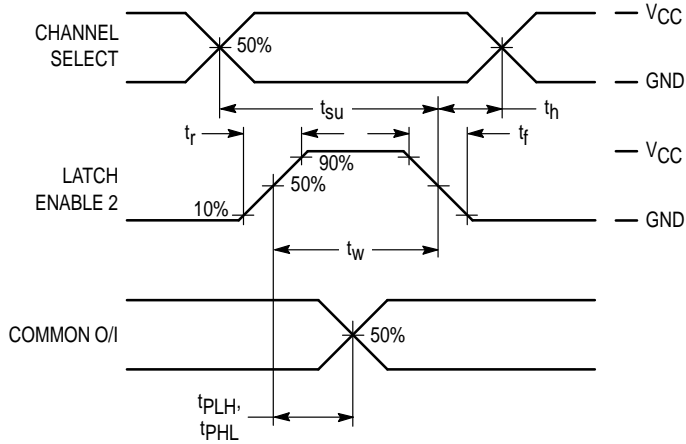 CHANNEL
SELECT
50%
VCC
GND
tsu
th
tr
tf
90%
50%
10%
LATCH
ENABLE 2
VCC
GND
tw
COMMON O/I
50%
tPLH,
tPHL